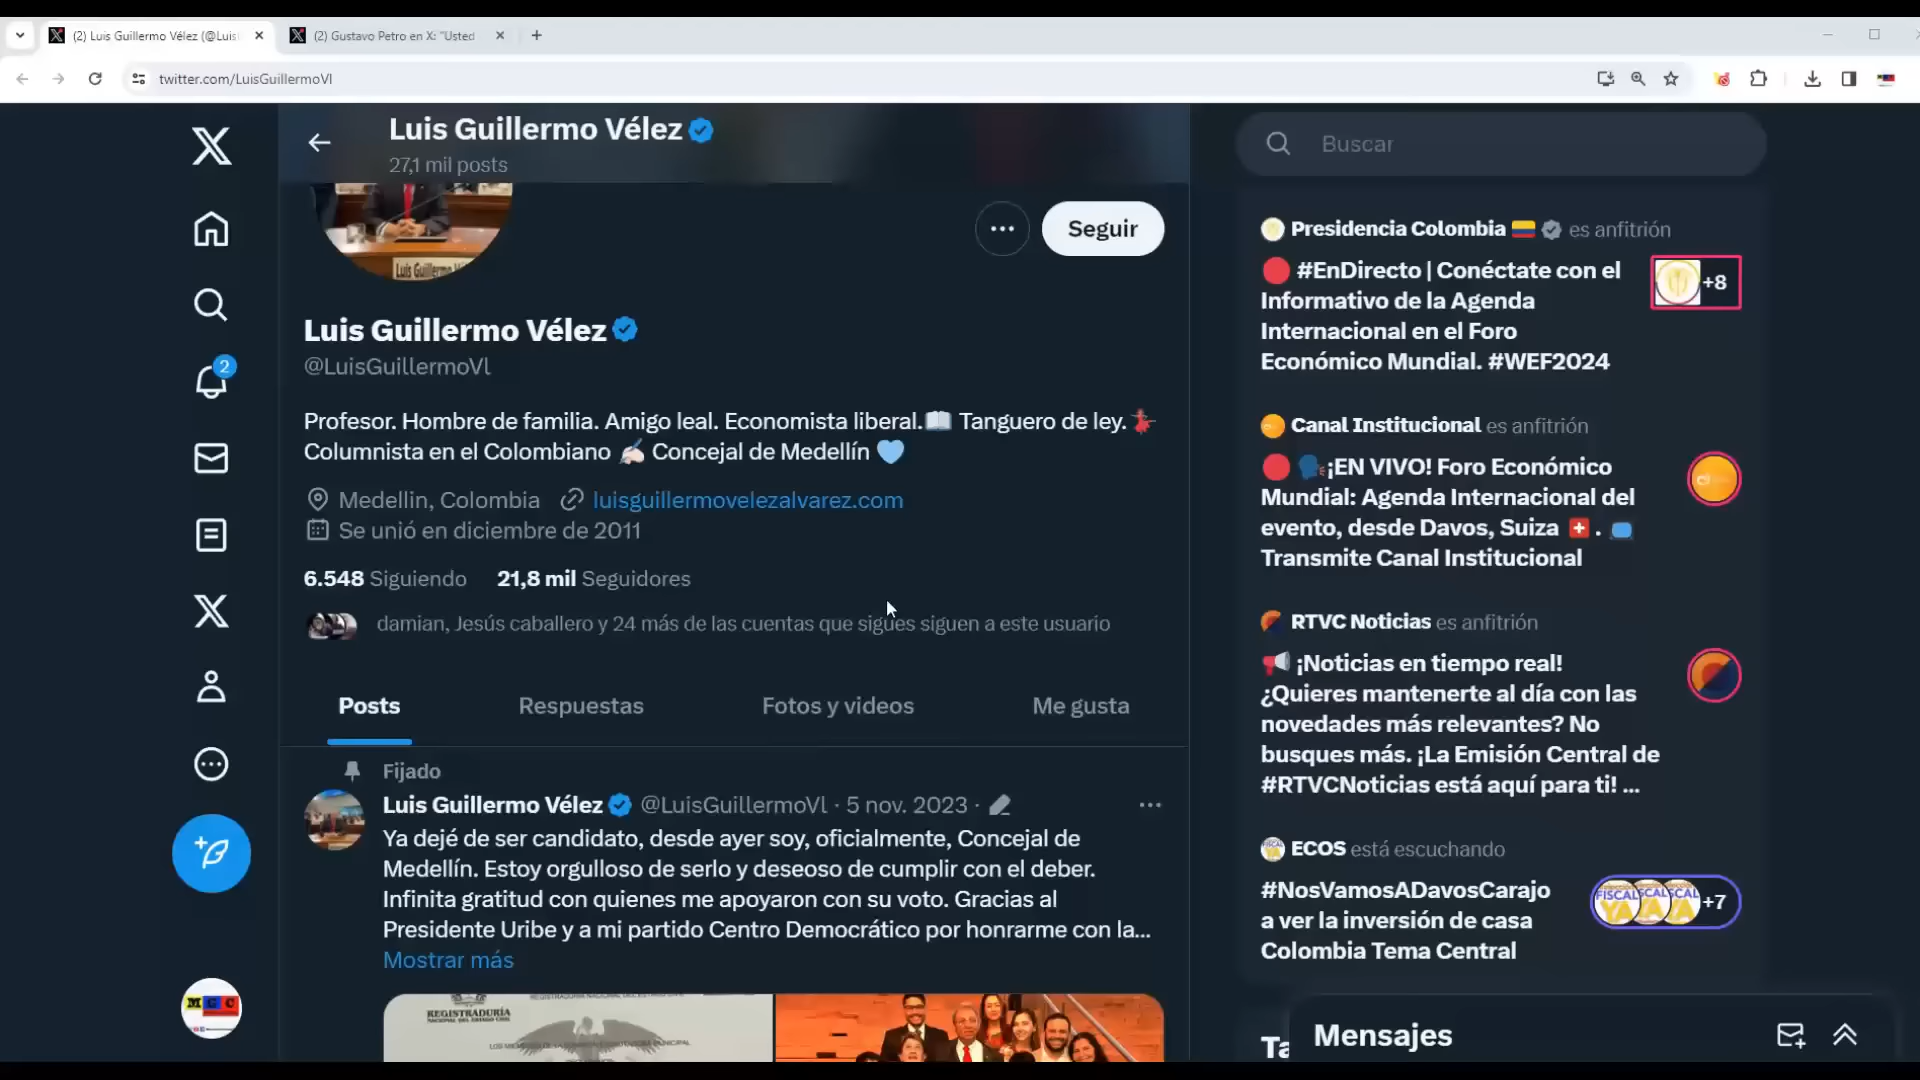 (2) Luis Guillermo Vélez (@Luis
(2) Gustavo Petro en X: "Usted
twitter.com/LuisGuillermoVl
Luis Guillermo Vélez
27,1 mil posts
Luis Guillermo
Seguir
Luis Guillermo Vélez
@LuisGuillermoVl
Profesor. Hombre de familia. Amigo leal. Economista liberal.📖 Tanguero de ley.💃
Columnista en el Colombiano ✍🏻 Concejal de Medellín 🩵
Medellin, Colombia luisguillermovelezalvarez.com
Se unió en diciembre de 2011
6.548 Siguiendo 21,8 mil Seguidores
damian, Jesús caballero y 24 más de las cuentas que sigues siguen a este usuario
Posts Respuestas Fotos y videos Me gusta
Fijado
Luis Guillermo Vélez @LuisGuillermoVl · 5 nov. 2023 ·
Ya dejé de ser candidato, desde ayer soy, oficialmente, Concejal de
Medellín. Estoy orgulloso de serlo y deseoso de cumplir con el deber.
Infinita gratitud con quienes me apoyaron con su voto. Gracias al
Presidente Uribe y a mi partido Centro Democrático por honrarme con la...
Mostrar más
REGISTRADURÍA
NACIONAL DEL ESTADO CIVIL
2
MGC
Buscar
Presidencia Colombia 🇨🇴 es anfitrión
🔴 #EnDirecto | Conéctate con el
Informativo de la Agenda
Internacional en el Foro
Económico Mundial. #WEF2024
+8
Canal Institucional es anfitrión
🔴 🗣¡EN VIVO! Foro Económico
Mundial: Agenda Internacional del
evento, desde Davos, Suiza 🇨🇭 .
Transmite Canal Institucional
RTVC Noticias es anfitrión
📢 ¡Noticias en tiempo real!
¿Quieres mantenerte al día con las
novedades más relevantes? No
busques más. ¡La Emisión Central de
#RTVCNoticias está aquí para ti! ...
ECOS está escuchando
#NosVamosADavosCarajo
a ver la inversión de casa
Colombia Tema Central
FISCAL YA
+7
Mensajes